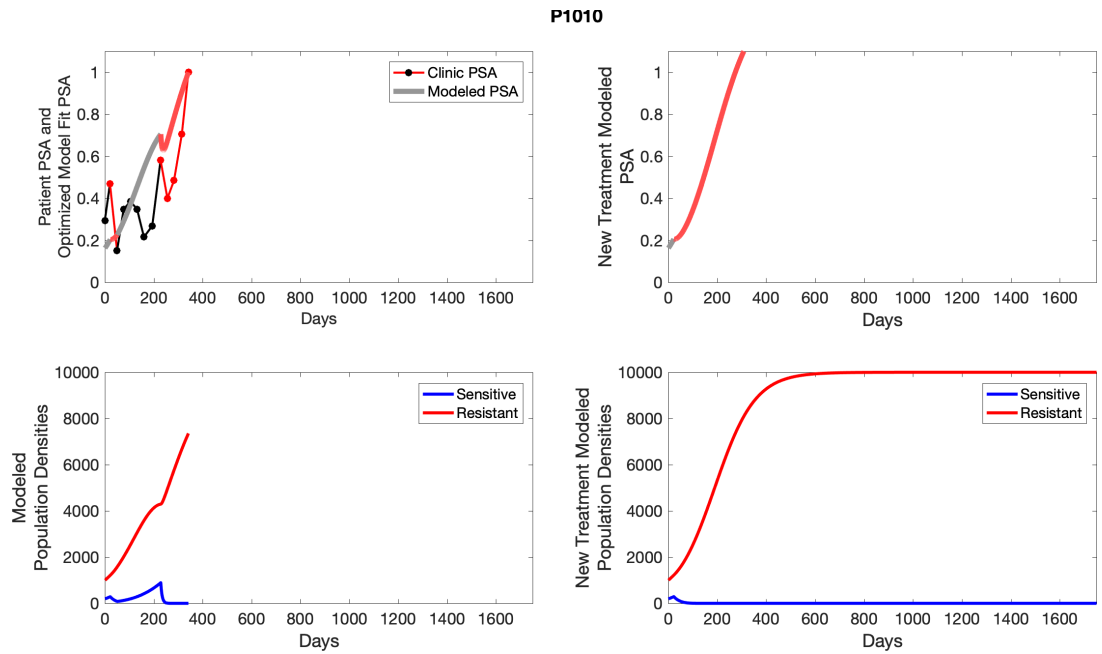 P1010
Patient PSA and
Optimized Model Fit PSA
1
0.8
0.6
0.4
0.2
0
0 200 400 600 800 1000 1200 1400 1600
Days
Clinic PSA
Modeled PSA
New Treatment Modeled
PSA
1
0.8
0.6
0.4
0.2
0
0 200 400 600 800 1000 1200 1400 1600
Days
Modeled
Population Densities
10000
8000
6000
4000
2000
0
0 200 400 600 800 1000 1200 1400 1600
Days
Sensitive
Resistant
New Treatment Modeled
Population Densities
10000
8000
6000
4000
2000
0
0 200 400 600 800 1000 1200 1400 1600
Days
Sensitive
Resistant